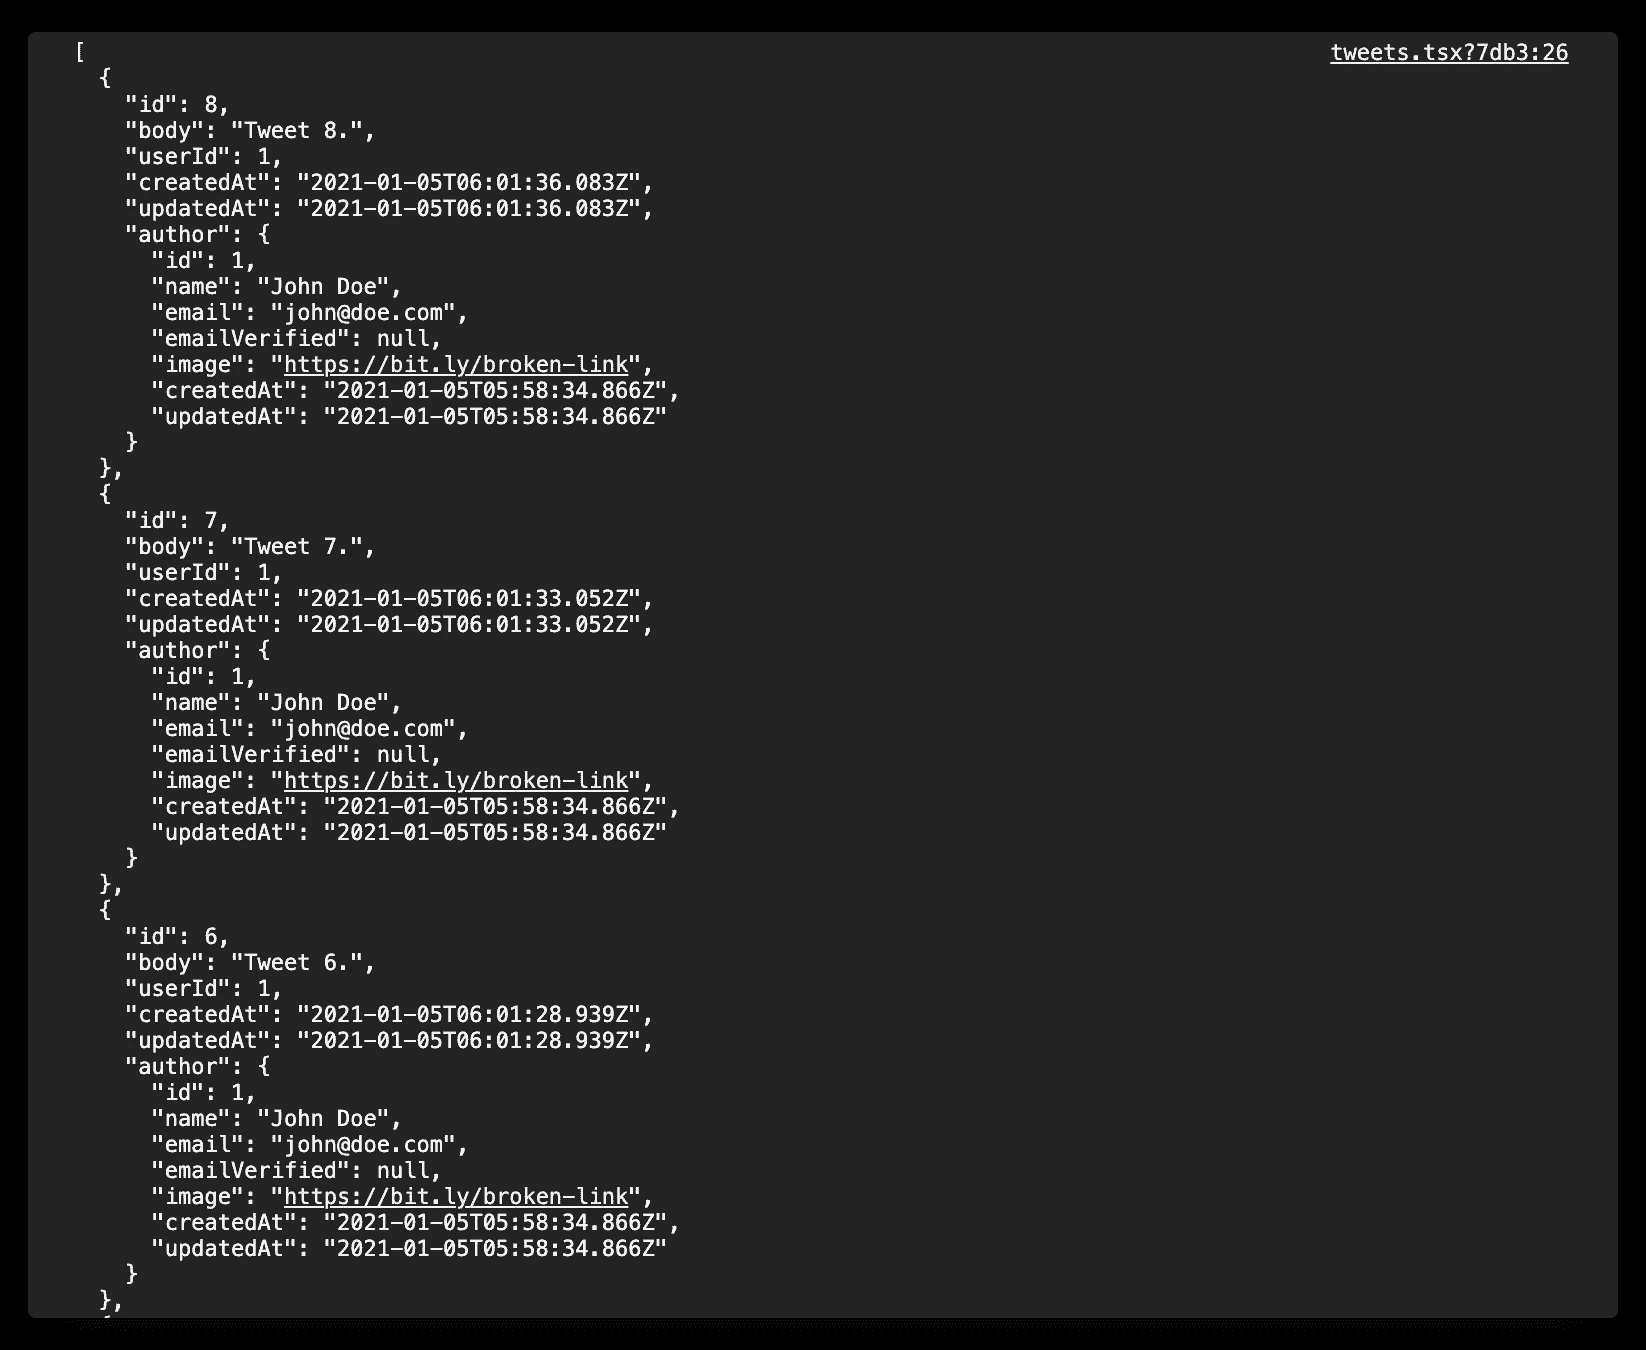 [ tweets.tsx?7db3:26
{
"id": 8,
"body": "Tweet 8.",
"userId": 1,
"createdAt": "2021-01-05T06:01:36.083Z",
"updatedAt": "2021-01-05T06:01:36.083Z",
"author": {
"id": 1,
"name": "John Doe",
"email": "john@doe.com",
"emailVerified": null,
"image": "https://bit.ly/broken-link",
"createdAt": "2021-01-05T05:58:34.866Z",
"updatedAt": "2021-01-05T05:58:34.866Z"
}
},
{
"id": 7,
"body": "Tweet 7.",
"userId": 1,
"createdAt": "2021-01-05T06:01:33.052Z",
"updatedAt": "2021-01-05T06:01:33.052Z",
"author": {
"id": 1,
"name": "John Doe",
"email": "john@doe.com",
"emailVerified": null,
"image": "https://bit.ly/broken-link",
"createdAt": "2021-01-05T05:58:34.866Z",
"updatedAt": "2021-01-05T05:58:34.866Z"
}
},
{
"id": 6,
"body": "Tweet 6.",
"userId": 1,
"createdAt": "2021-01-05T06:01:28.939Z",
"updatedAt": "2021-01-05T06:01:28.939Z",
"author": {
"id": 1,
"name": "John Doe",
"email": "john@doe.com",
"emailVerified": null,
"image": "https://bit.ly/broken-link",
"createdAt": "2021-01-05T05:58:34.866Z",
"updatedAt": "2021-01-05T05:58:34.866Z"
}
},